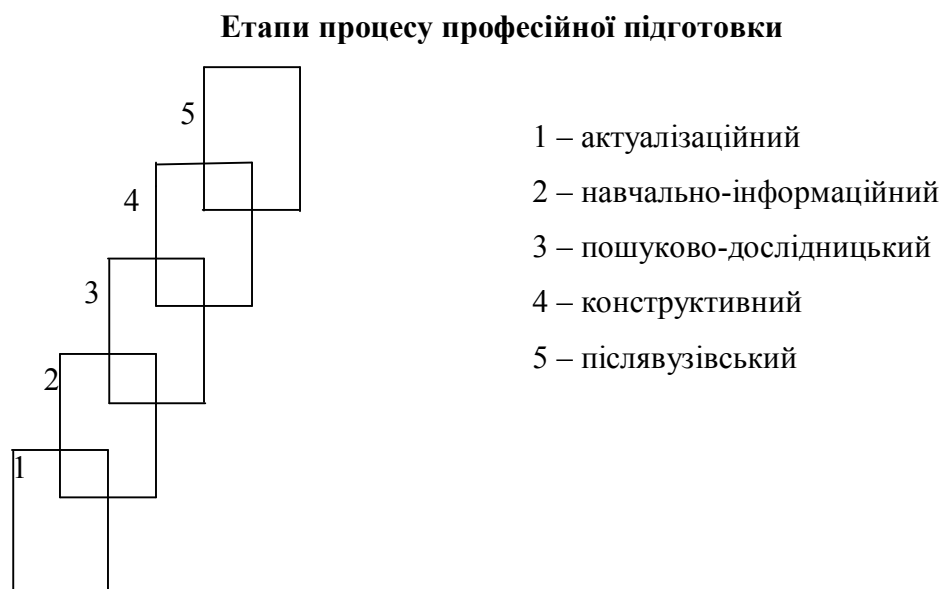 Етапи процесу професійної підготовки
5
4
3
2
1
1 – актуалізаційний
2 – навчально-інформаційний
3 – пошуково-дослідницький
4 – конструктивний
5 – післявузівський